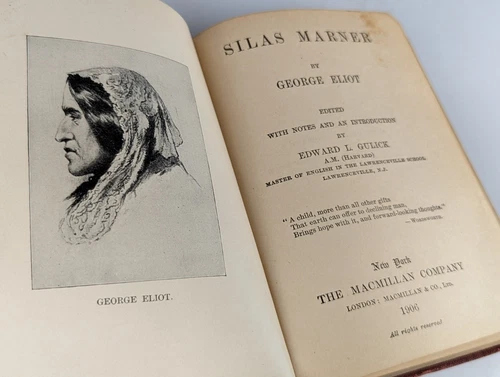 GEORGE ELIOT.
SILAS MARNER
BY
GEORGE ELIOT
EDITED
WITH NOTES AND AN INTRODUCTION
BY
EDWARD L. GULICK
A.M. (HARVARD)
MASTER OF ENGLISH IN THE LAWRENCEVILLE SCHOOL
LAWRENCEVILLE, N.J.
"A child, more than all other gifts
That earth can offer to declining man,
Brings hope with it, and forward-looking thoughts."
— WORDSWORTH.
New York
THE MACMILLAN COMPANY
LONDON: MACMILLAN & CO., LTD.
1906
All rights reserved